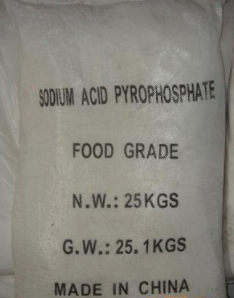 SODIUM ACID PYROPHOSPHATE
FOOD GRADE
N.W.: 25KGS
G.W.: 25.1KGS
MADE IN CHINA